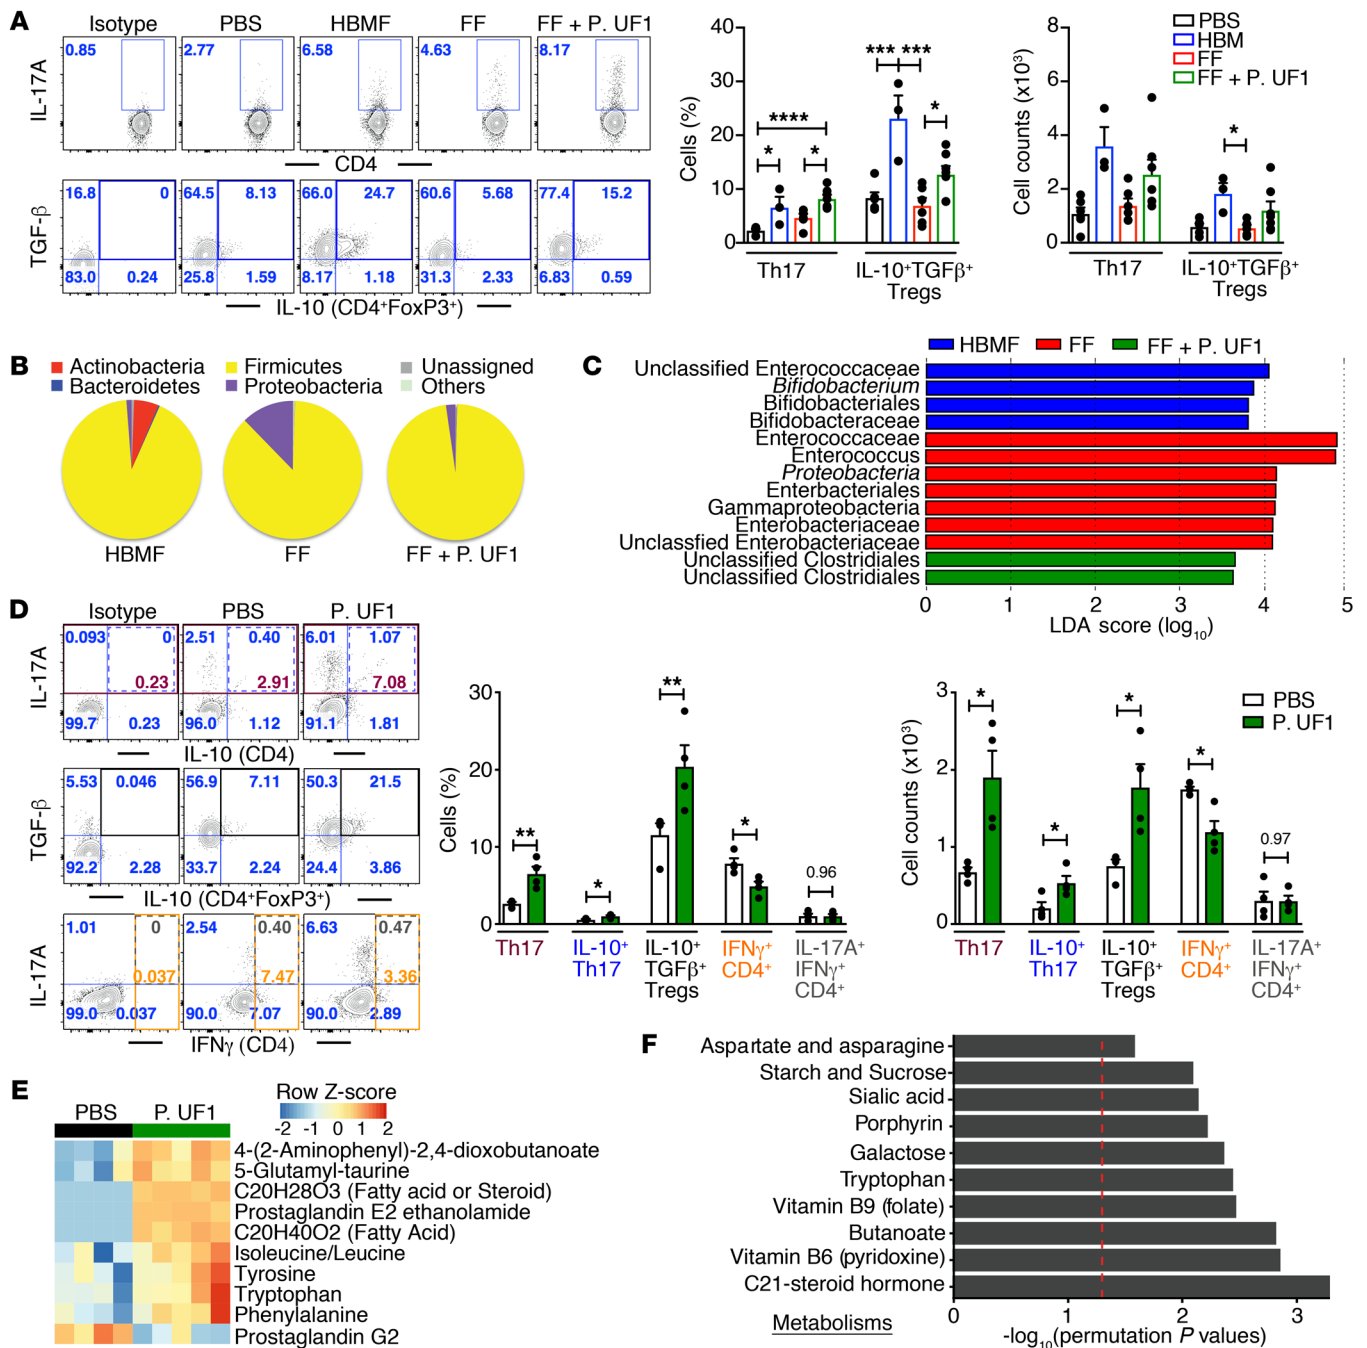 A
Isotype PBS HBMF FF FF + P. UF1
0.85 2.77 6.58 4.63 8.17
IL-17A
CD4
16.8 0 64.5 8.13 66.0 24.7 60.6 5.68 77.4 15.2
TGF-β
83.0 0.24 25.8 1.59 8.17 1.18 31.3 2.33 6.83 0.59
IL-10 (CD4⁺FoxP3⁺)
40
30
20
10
0
Cells (%)
**** * * *** *** *
Th17 IL-10⁺TGFβ⁺
Tregs
8
6
4
2
0
Cell counts (x10³)
*
Th17 IL-10⁺TGFβ⁺
Tregs
PBS
HBM
FF
FF + P. UF1
B
Actinobacteria Firmicutes Unassigned
Bacteroidetes Proteobacteria Others
HBMF FF FF + P. UF1
C
HBMF FF FF + P. UF1
Unclassified Enterococcaceae
Bifidobacterium
Bifidobacteriales
Bifidobacteraceae
Enterococcaceae
Enterococcus
Proteobacteria
Enterbacteriales
Gammaproteobacteria
Enterobacteriaceae
Unclassfied Enterobacteriaceae
Unclassified Clostridiales
Unclassified Clostridiales
0 1 2 3 4 5
LDA score (log₁₀)
D
Isotype PBS P. UF1
0.093 0 2.51 0.40 6.01 1.07
IL-17A
0.23 2.91 7.08
99.7 0.23 96.0 1.12 91.1 1.81
IL-10 (CD4)
5.53 0.046 56.9 7.11 50.3 21.5
TGF-β
92.2 2.28 33.7 2.24 24.4 3.86
IL-10 (CD4⁺FoxP3⁺)
1.01 0 2.54 0.40 6.63 0.47
IL-17A
0.037 7.47 3.36
99.0 0.037 90.0 7.07 90.0 2.89
IFNγ (CD4)
30
20
10
0
Cells (%)
** * ** * 0.96
Th17 IL-10⁺ IL-10⁺ IFNγ⁺ IL-17A⁺
Th17 TGFβ⁺ CD4⁺ IFNγ⁺
Tregs CD4⁺
3
2
1
0
Cell counts (x10³)
* * * * 0.97
PBS
P. UF1
Th17 IL-10⁺ IL-10⁺ IFNγ⁺ IL-17A⁺
Th17 TGFβ⁺ CD4⁺ IFNγ⁺
Tregs CD4⁺
E
PBS P. UF1
Row Z-score
-2 -1 0 1 2
4-(2-Aminophenyl)-2,4-dioxobutanoate
5-Glutamyl-taurine
C20H28O3 (Fatty acid or Steroid)
Prostaglandin E2 ethanolamide
C20H40O2 (Fatty Acid)
Isoleucine/Leucine
Tyrosine
Tryptophan
Phenylalanine
Prostaglandin G2
F
Aspartate and asparagine
Starch and Sucrose
Sialic acid
Porphyrin
Galactose
Tryptophan
Vitamin B9 (folate)
Butanoate
Vitamin B6 (pyridoxine)
C21-steroid hormone
0 1 2 3
Metabolisms
-log₁₀(permutation P values)